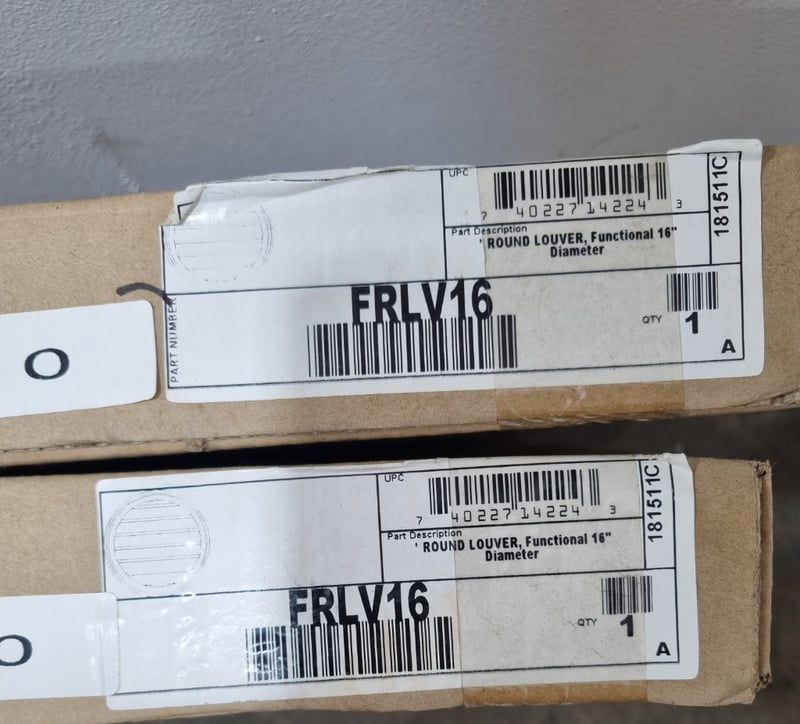 UPC
7 40227 14224 3
181511C
Part Description
' ROUND LOUVER, Functional 16"
Diameter
PART NUMBER
FRLV16
QTY
1
A
O
UPC
7 40227 14224 3
181511C
Part Description
' ROUND LOUVER, Functional 16"
Diameter
FRLV16
QTY
1
A
O